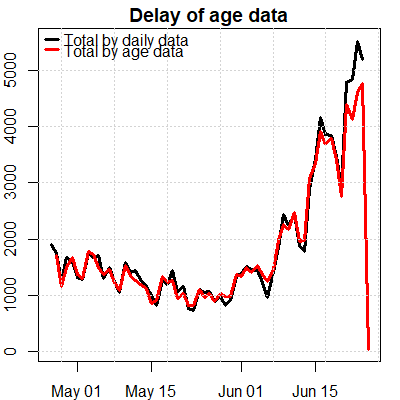 Delay of age data
Total by daily data
Total by age data
5000
4000
3000
2000
1000
0
May 01 May 15 Jun 01 Jun 15